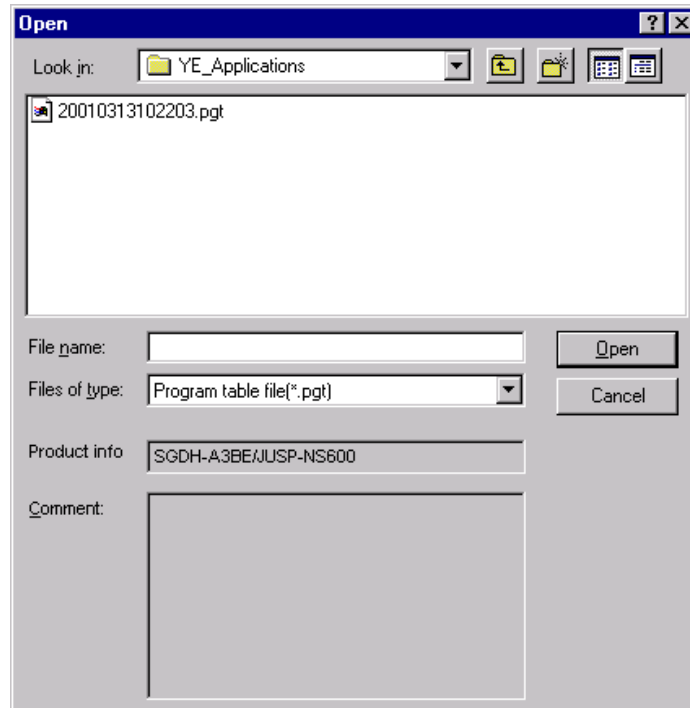 Open
Look in: YE_Applications
20010313102203.pgt
File name: Open
Files of type: Program table file(*.pgt) Cancel
Product info SGDH-A3BE/JUSP-NS600
Comment: